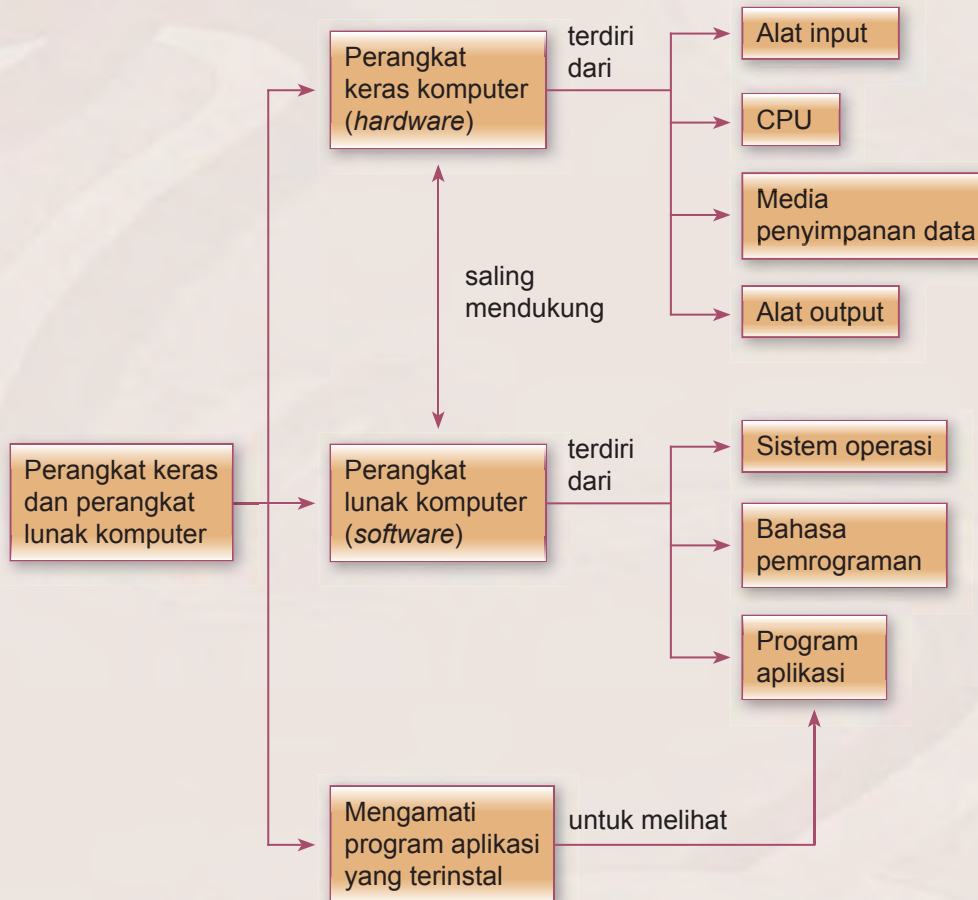 Perangkat keras
dan perangkat
lunak komputer
Perangkat
keras komputer
(hardware)
terdiri
dari
Alat input
CPU
Media
penyimpanan data
Alat output
saling
mendukung
Perangkat
lunak komputer
(software)
terdiri
dari
Sistem operasi
Bahasa
pemrograman
Program
aplikasi
Mengamati
program aplikasi
yang terinstal
untuk melihat